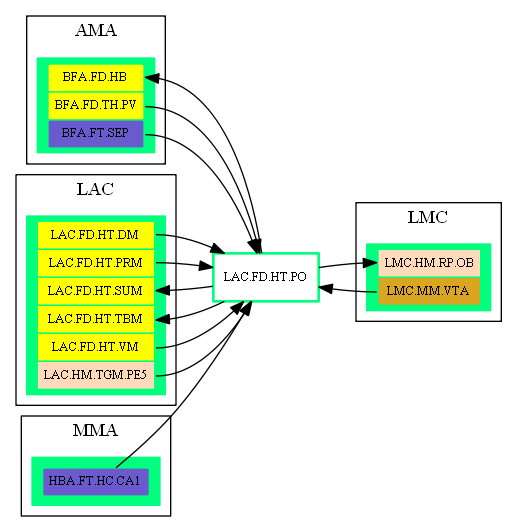 AMA
BFA.FD.HB
BFA.FD.TH.PV
BFA.FT.SEP
LAC
LAC.FD.HT.DM
LAC.FD.HT.PRM
LAC.FD.HT.SUM
LAC.FD.HT.TBM
LAC.FD.HT.VM
LAC.HM.TGM.PE5
MMA
HBA.FT.HC.CA1
LAC.FD.HT.PO
LMC
LMC.HM.RP.OB
LMC.MM.VTA